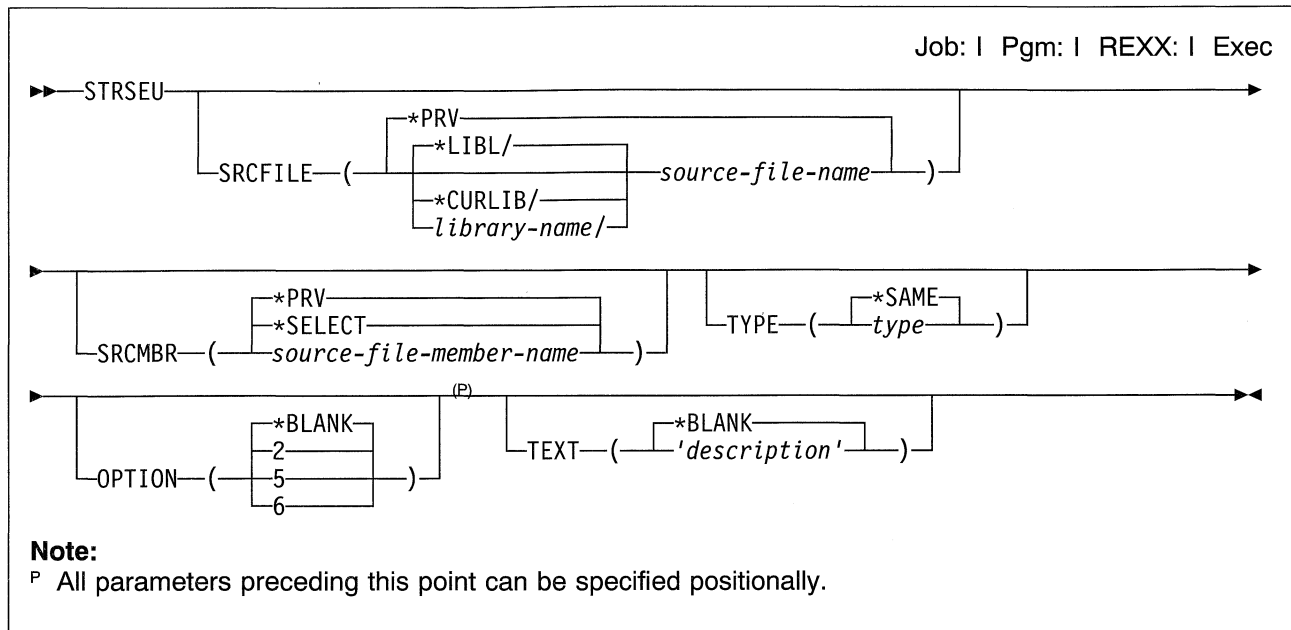 Job: I Pgm: I REXX: I Exec
STRSEU
*PRV
*LIBL/
SRCFILE ( source-file-name )
*CURLIB/
library-name/
*PRV *SAME
*SELECT TYPE ( type )
SRCMBR ( source-file-member-name )
(P)
*BLANK *BLANK
2 TEXT ( 'description' )
OPTION ( 5 )
6
Note:
P All parameters preceding this point can be specified positionally.